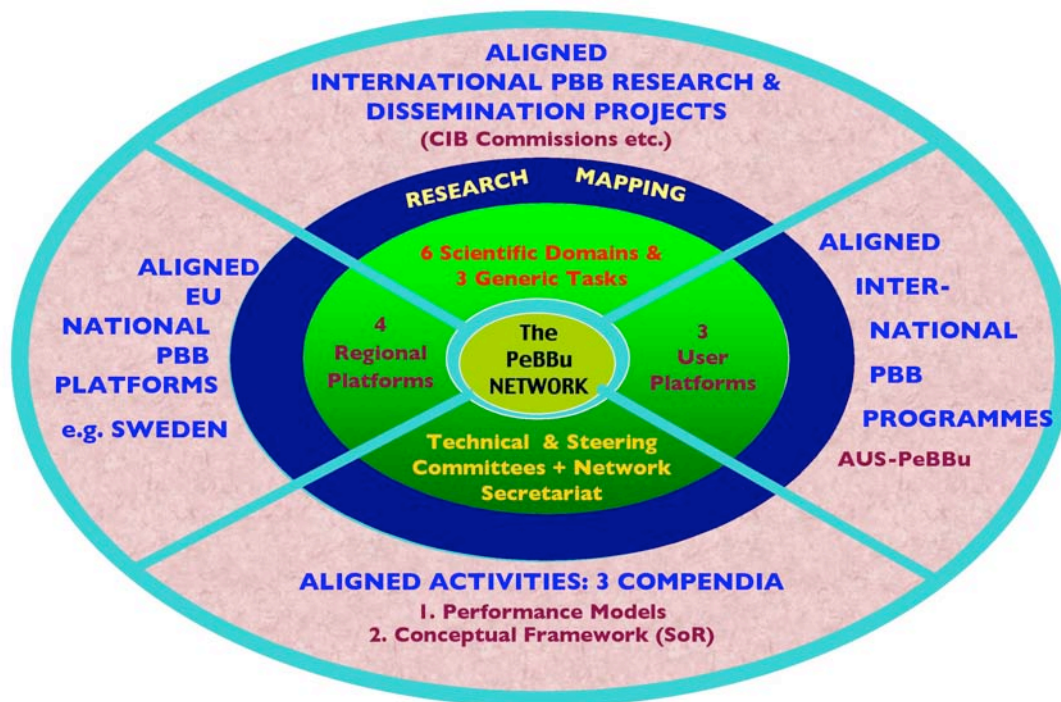 ALIGNED
INTERNATIONAL PBB RESEARCH &
DISSEMINATION PROJECTS
(CIB Commissions etc.)
RESEARCH MAPPING
6 Scientific Domains &
3 Generic Tasks
ALIGNED
EU
NATIONAL
PBB
PLATFORMS
e.g. SWEDEN
4
Regional
Platforms
The
PeBBu
NETWORK
3
User
Platforms
ALIGNED
INTER-
NATIONAL
PBB
PROGRAMMES
AUS-PeBBu
Technical & Steering
Committees + Network
Secretariat
ALIGNED ACTIVITIES: 3 COMPENDIA
1. Performance Models
2. Conceptual Framework (SoR)